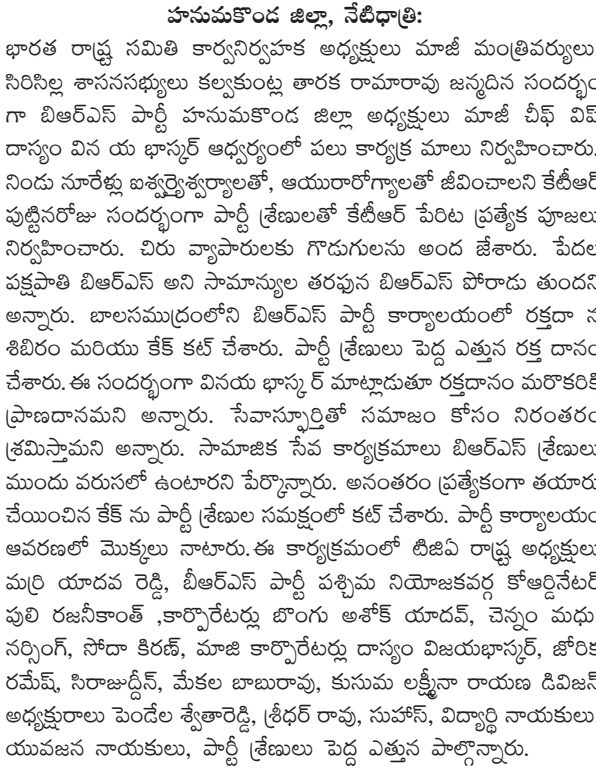 హనుమకొండ జిల్లా, నేటిధాత్రి:
భారత రాష్ట్ర సమితి కార్వనిర్వహక అధ్యక్షులు మాజీ మంత్రివర్యులు
సిరిసిల్ల శాసనసభ్యులు కల్వకుంట్ల తారక రామారావు జన్మదిన సందర్భం
గా బిఆర్ఎస్ పార్టీ హనుమకొండ జిల్లా అధ్యక్షులు మాజీ చీఫ్ విప్
దాస్యం విన య భాస్కర్ ఆధ్వర్యంలో పలు కార్యక్ర మాలు నిర్వహించారు.
నిండు నూరేళ్లు ఐశ్వర్యైశ్వర్యాలతో, ఆయురారోగ్యాలతో జీవించాలని కేటీఆర్
పుట్టినరోజు సందర్భంగా పార్టీ శ్రేణులతో కేటీఆర్ పేరిట ప్రత్యేక పూజలు
నిర్వహించారు. చిరు వ్యాపారులకు గొడుగులను అంద జేశారు. పేదల
పక్షపాతి బిఆర్ఎస్ అని సామాన్యుల తరఫున బిఆర్ఎస్ పోరాడు తుందని
అన్నారు. బాలసముద్రంలోని బిఆర్ఎస్ పార్టీ కార్యాలయంలో రక్తదా న
శిబిరం మరియు కేక్ కట్ చేశారు. పార్టీ శ్రేణులు పెద్ద ఎత్తున రక్త దానం
చేశారు.ఈ సందర్భంగా వినయ భాస్క ర్ మాట్లాడుతూ రక్తదానం మరొకరికి
ప్రాణదానమని అన్నారు. సేవాస్ఫూర్తితో సమాజం కోసం నిరంతరం
శ్రమిస్తామని అన్నారు. సామాజిక సేవ కార్యక్రమాలు బిఆర్ఎస్ శ్రేణులు
ముందు వరుసలో ఉంటారని పేర్కొన్నారు. అనంతరం ప్రత్యేకంగా తయారు
చేయించిన కేక్ ను పార్టీ శ్రేణుల సమక్షంలో కట్ చేశారు. పార్టీ కార్యాలయం
ఆవరణలో మొక్కలు నాటారు.ఈ కార్యక్రమంలో టిజిఏ రాష్ట్ర అధ్యక్షులు
మర్రి యాదవ రెడ్డి, బీఆర్ఎస్ పార్టీ పశ్చిమ నియోజకవర్గ కోఆర్డినేటర్
పులి రజనీకాంత్ ,కార్పొరేటర్లు బొంగు అశోక్ యాదవ్, చెన్నం మధు
నర్సింగ్, సోదా కిరణ్, మాజి కార్పొరేటర్లు దాస్యం విజయభాస్కర్, జోరిక
రమేష్, సిరాజుద్దీన్, మేకల బాబురావు, కుసుమ లక్ష్మీనా రాయణ డివిజన్
అధ్యక్షురాలు పెండేల శ్వేతారెడ్డి, శ్రీధర్ రావు, సుహాస్, విద్యార్థి నాయకులు
యువజన నాయకులు, పార్టీ శ్రేణులు పెద్ద ఎత్తున పాల్గొన్నారు.